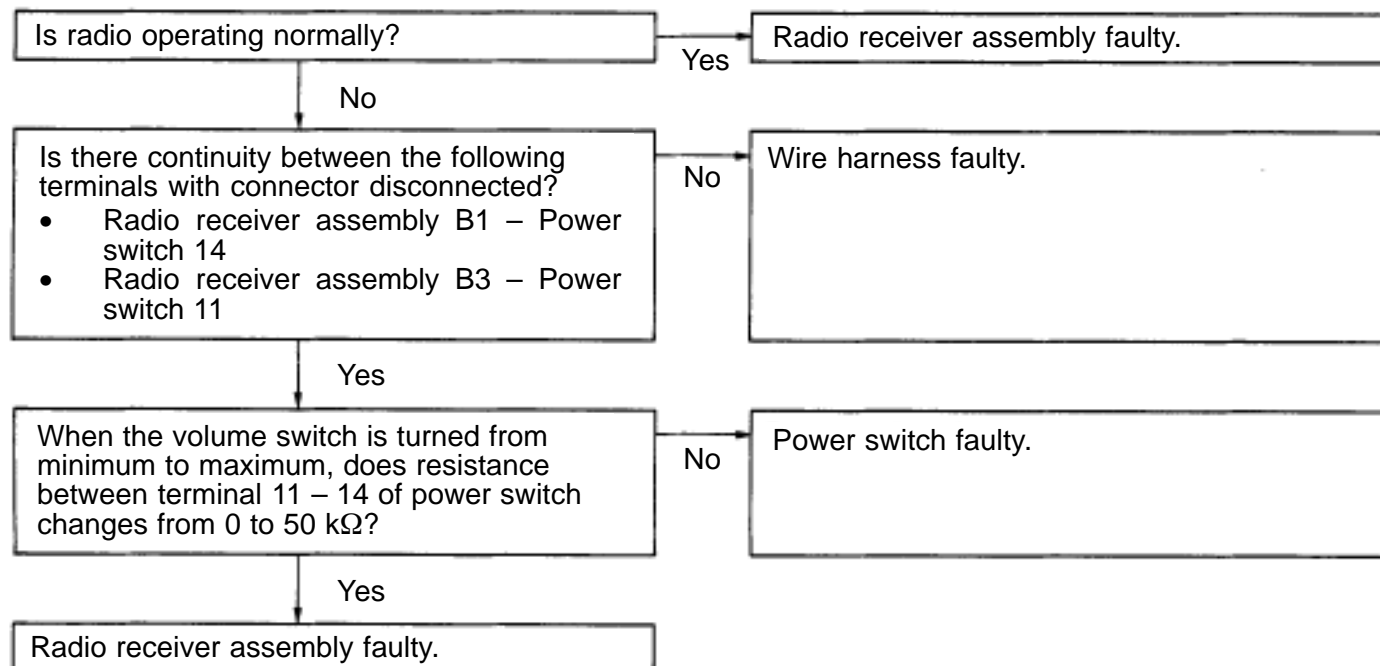 Is radio operating normally?
Yes
Radio receiver assembly faulty.
No
Is there continuity between the following
terminals with connector disconnected?
• Radio receiver assembly B1 – Power
switch 14
• Radio receiver assembly B3 – Power
switch 11
No
Wire harness faulty.
Yes
When the volume switch is turned from
minimum to maximum, does resistance
between terminal 11 – 14 of power switch
changes from 0 to 50 kΩ?
No
Power switch faulty.
Yes
Radio receiver assembly faulty.